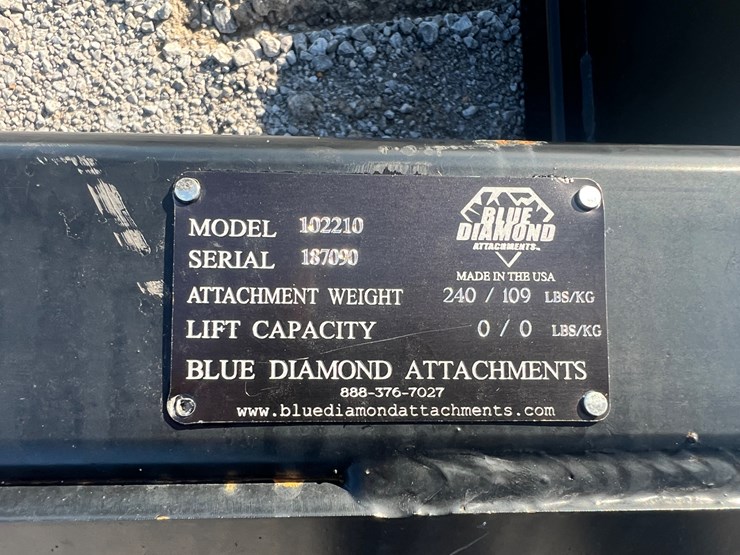 MODEL 102210
SERIAL 187090
BLUE
DIAMOND
ATTACHMENTS
MADE IN THE USA
ATTACHMENT WEIGHT 240 / 109 LBS/KG
LIFT CAPACITY 0 / 0 LBS/KG
BLUE DIAMOND ATTACHMENTS
888-376-7027
www.bluediamondattachments.com